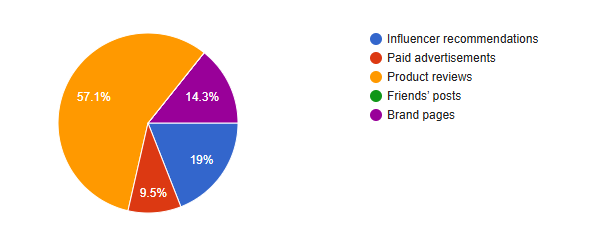 Influencer recommendations
Paid advertisements
Product reviews
Friends’ posts
Brand pages
57.1%
14.3%
19%
9.5%